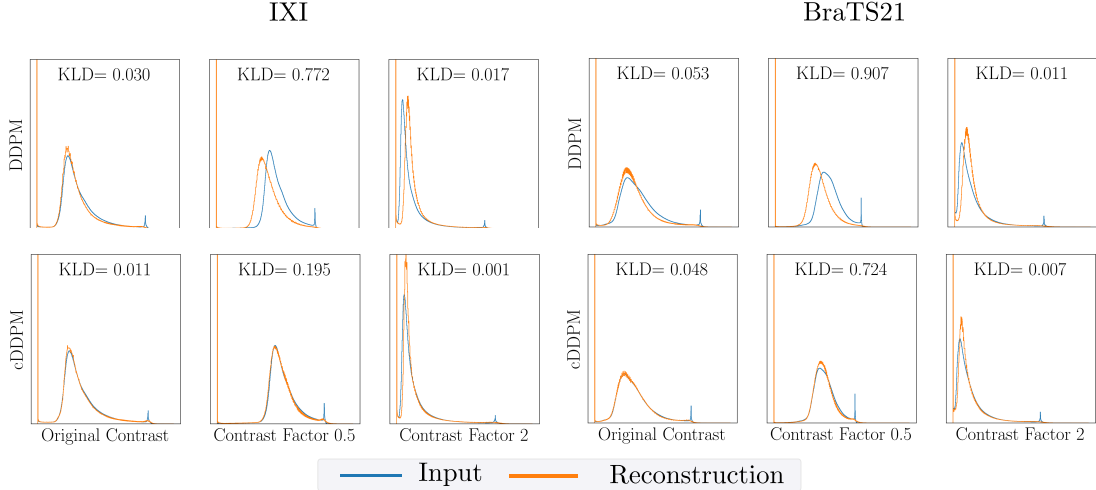 IXI
BraTS21
DDPM
KLD= 0.030
KLD= 0.772
KLD= 0.017
DDPM
KLD= 0.053
KLD= 0.907
KLD= 0.011
cDDPM
KLD= 0.011
KLD= 0.195
KLD= 0.001
cDDPM
KLD= 0.048
KLD= 0.724
KLD= 0.007
Original Contrast
Contrast Factor 0.5
Contrast Factor 2
Original Contrast
Contrast Factor 0.5
Contrast Factor 2
Input
Reconstruction